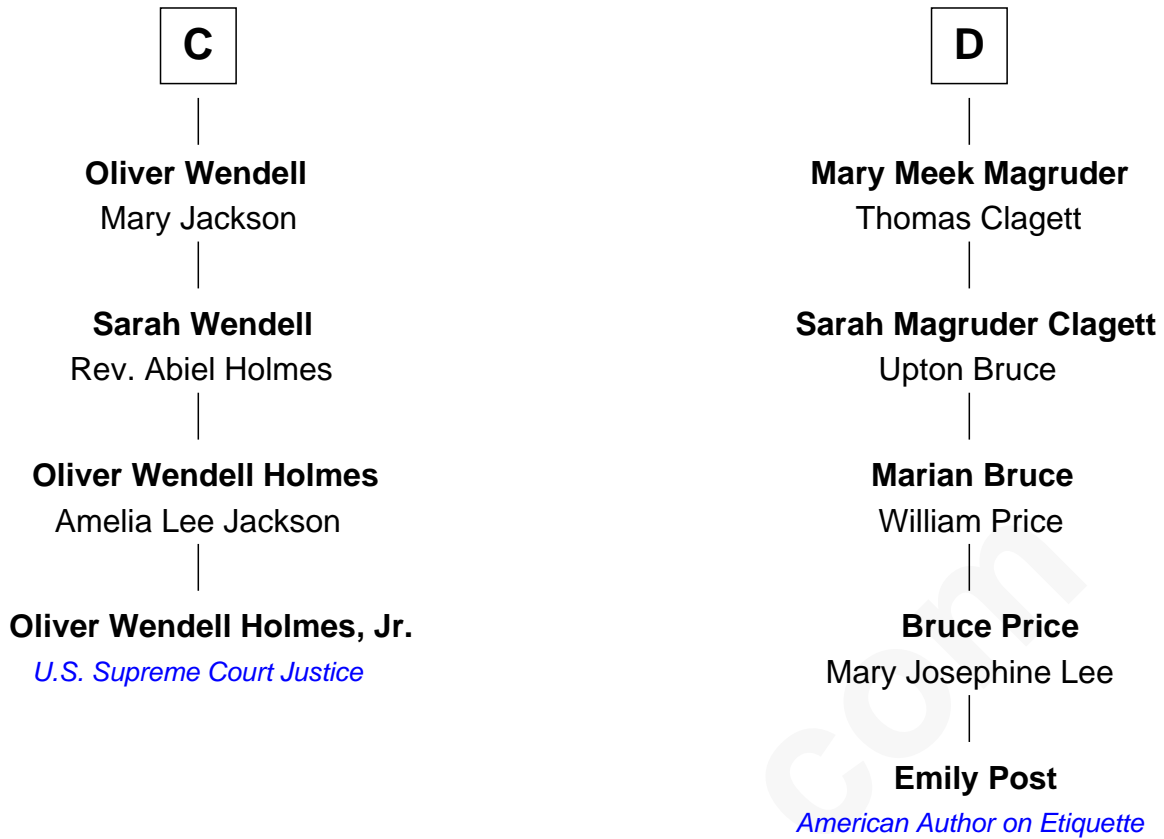 C
Oliver Wendell
Mary Jackson
Sarah Wendell
Rev. Abiel Holmes
Oliver Wendell Holmes
Amelia Lee Jackson
Oliver Wendell Holmes, Jr.
U.S. Supreme Court Justice
D
Mary Meek Magruder
Thomas Clagett
Sarah Magruder Clagett
Upton Bruce
Marian Bruce
William Price
Bruce Price
Mary Josephine Lee
Emily Post
American Author on Etiquette
com